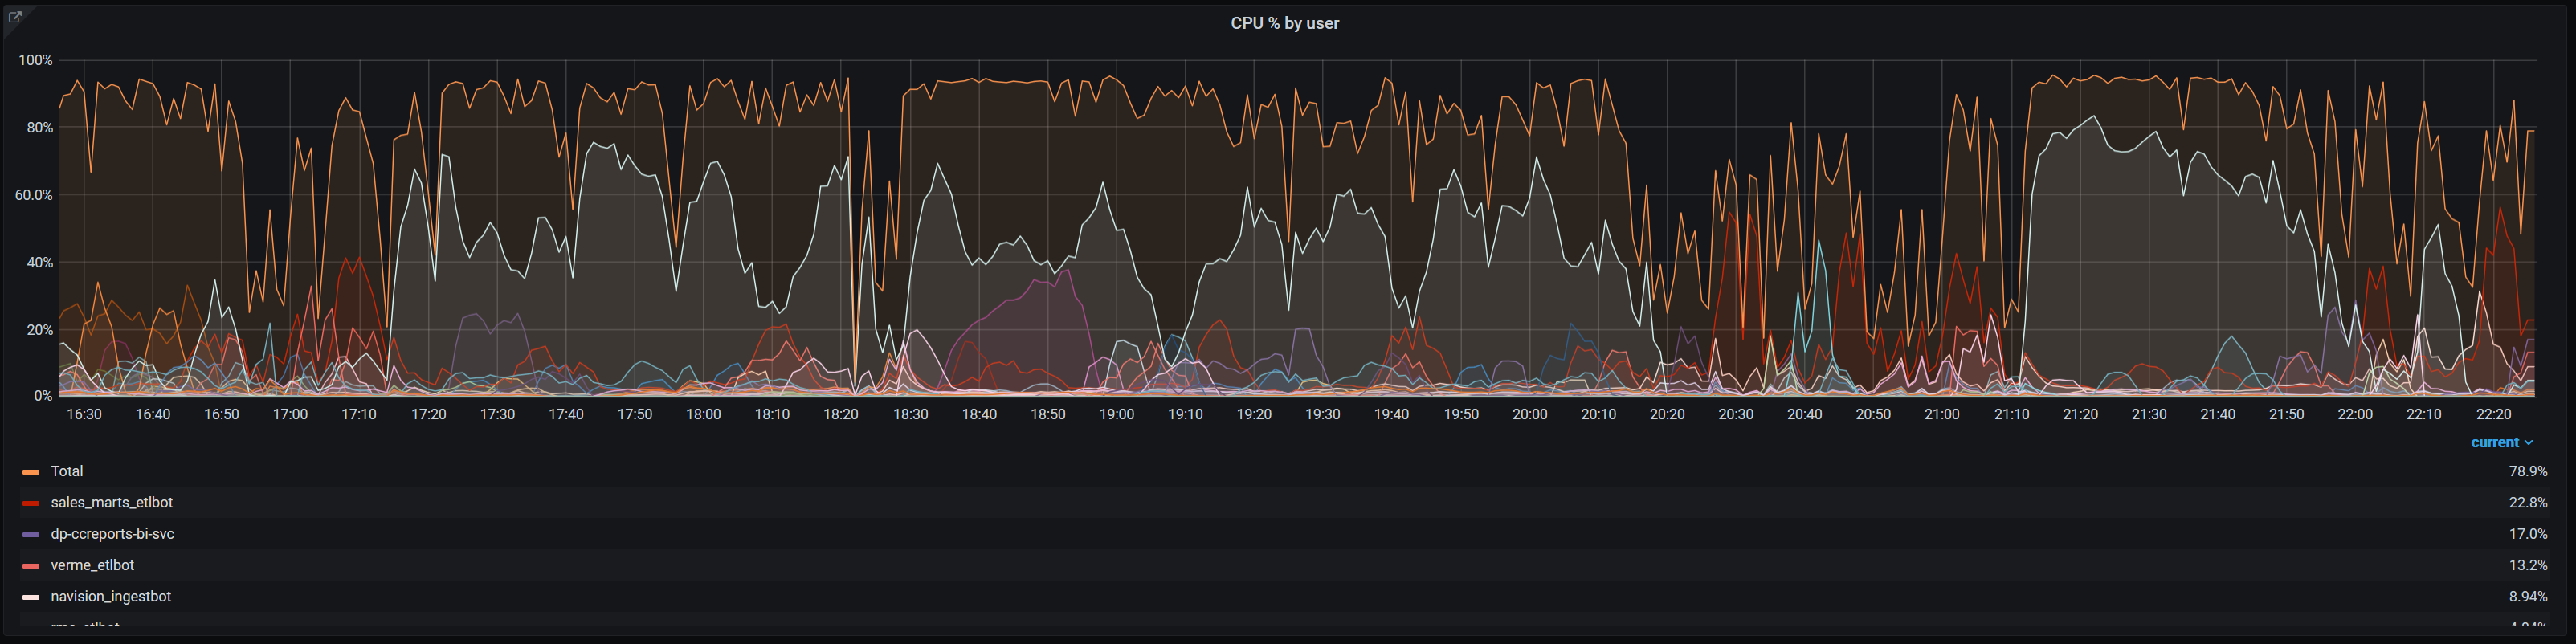 CPU % by user
100%
80%
60.0%
40%
20%
0%
16:30 16:40 16:50 17:00 17:10 17:20 17:30 17:40 17:50 18:00 18:10 18:20 18:30 18:40 18:50 19:00 19:10 19:20 19:30 19:40 19:50 20:00 20:10 20:20 20:30 20:40 20:50 21:00 21:10 21:20 21:30 21:40 21:50 22:00 22:10 22:20
current
Total 78.9%
sales_marts_etlbot 22.8%
dp-ccreports-bi-svc 17.0%
verme_etlbot 13.2%
navision_ingestbot 8.94%